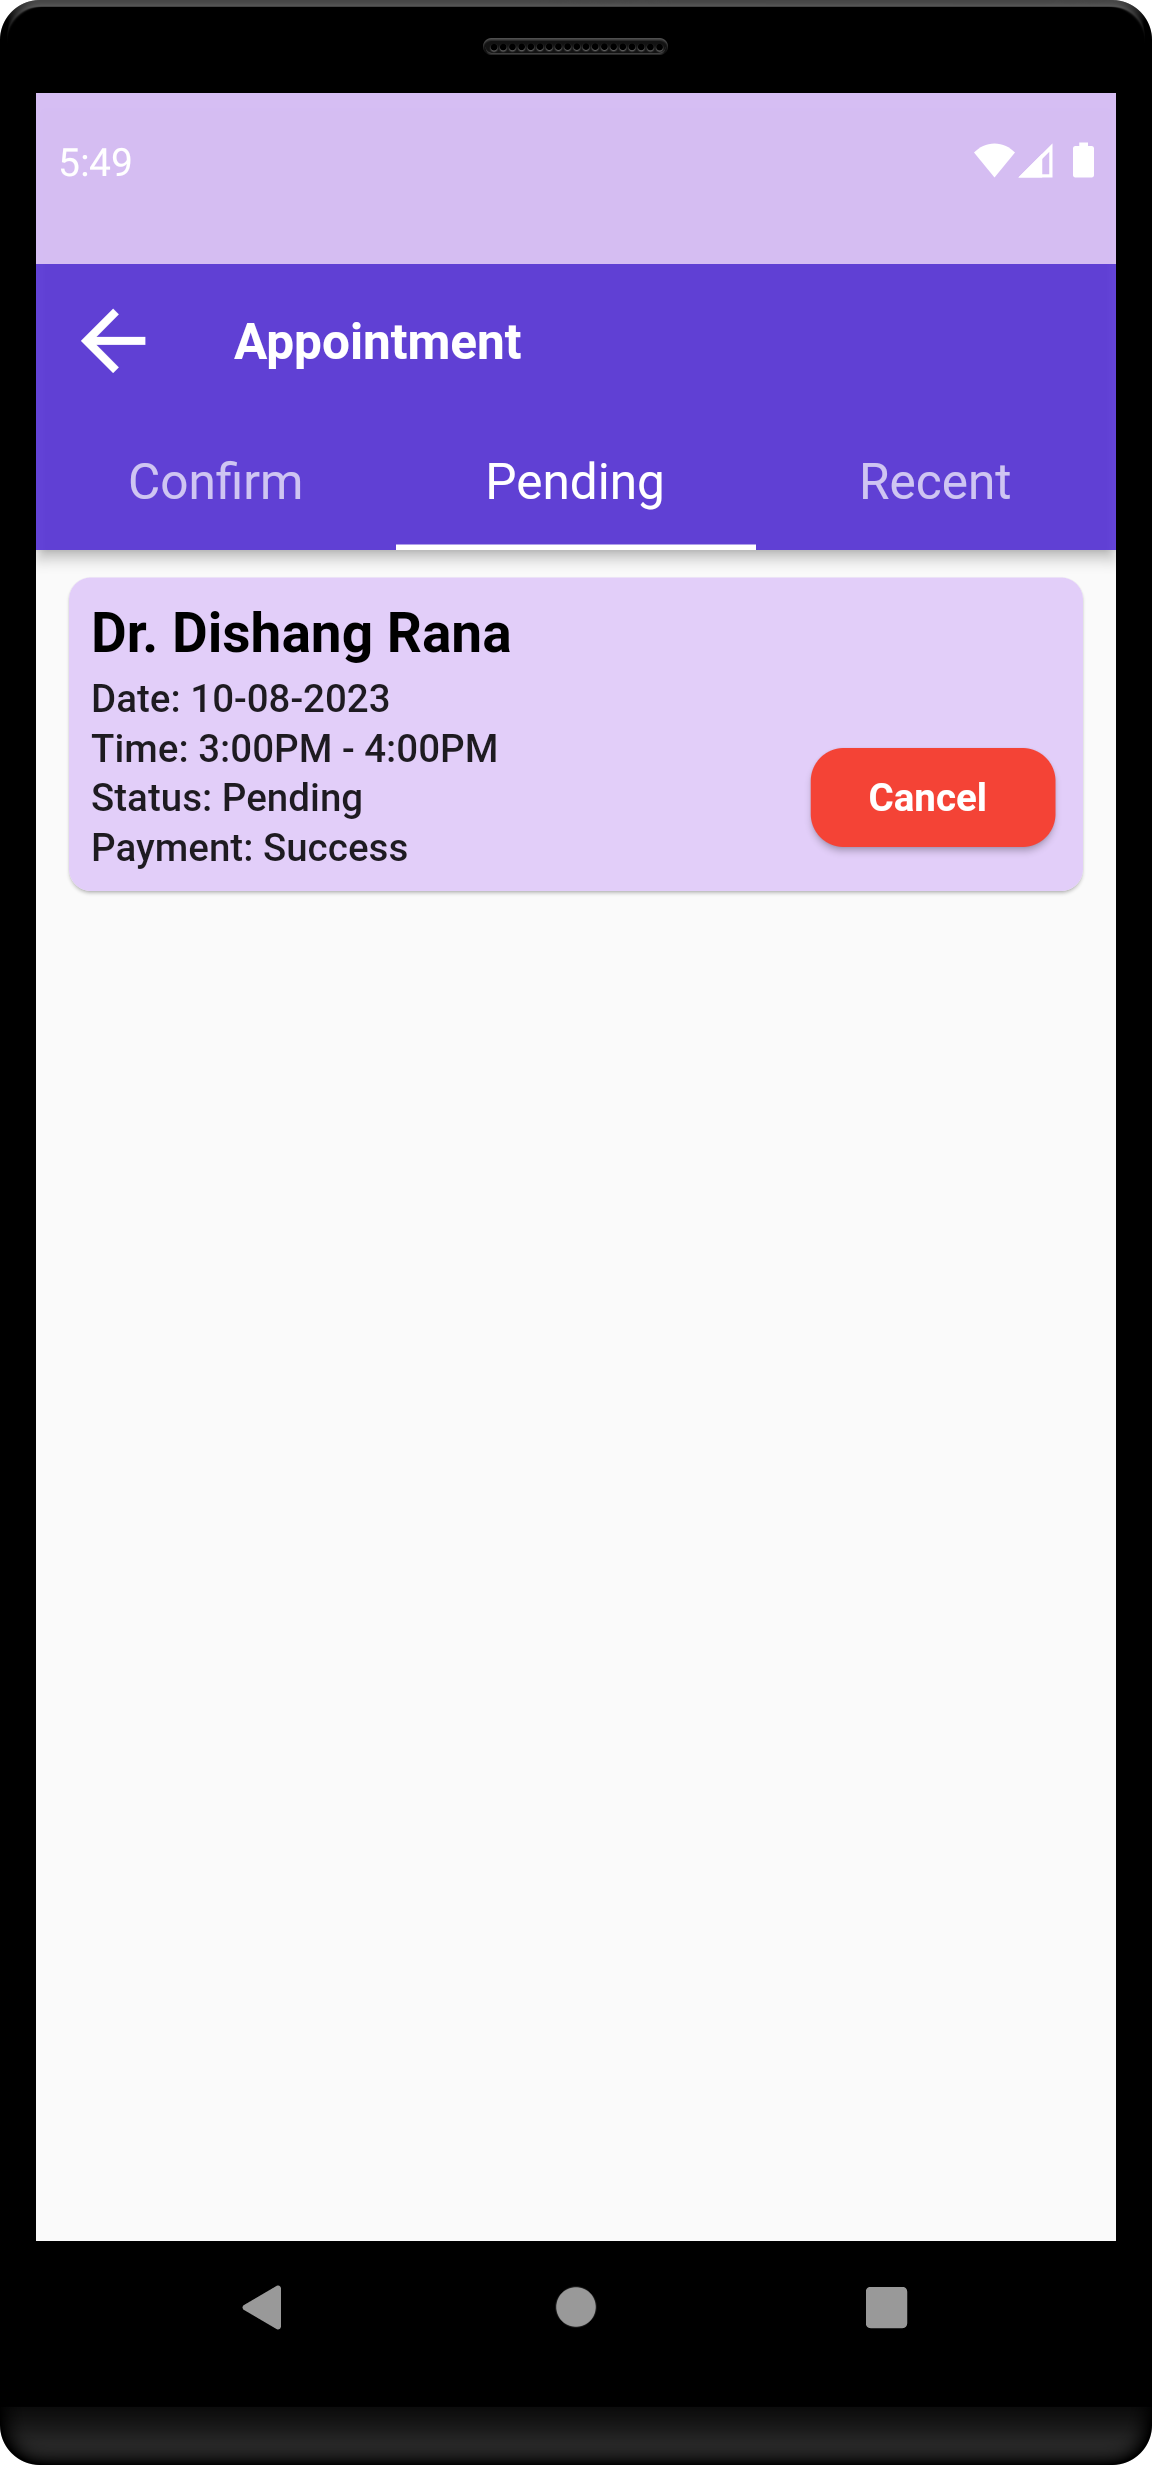 5:49
Appointment
Confirm Pending Recent
Dr. Dishang Rana
Date: 10-08-2023
Time: 3:00PM - 4:00PM
Status: Pending
Payment: Success
Cancel